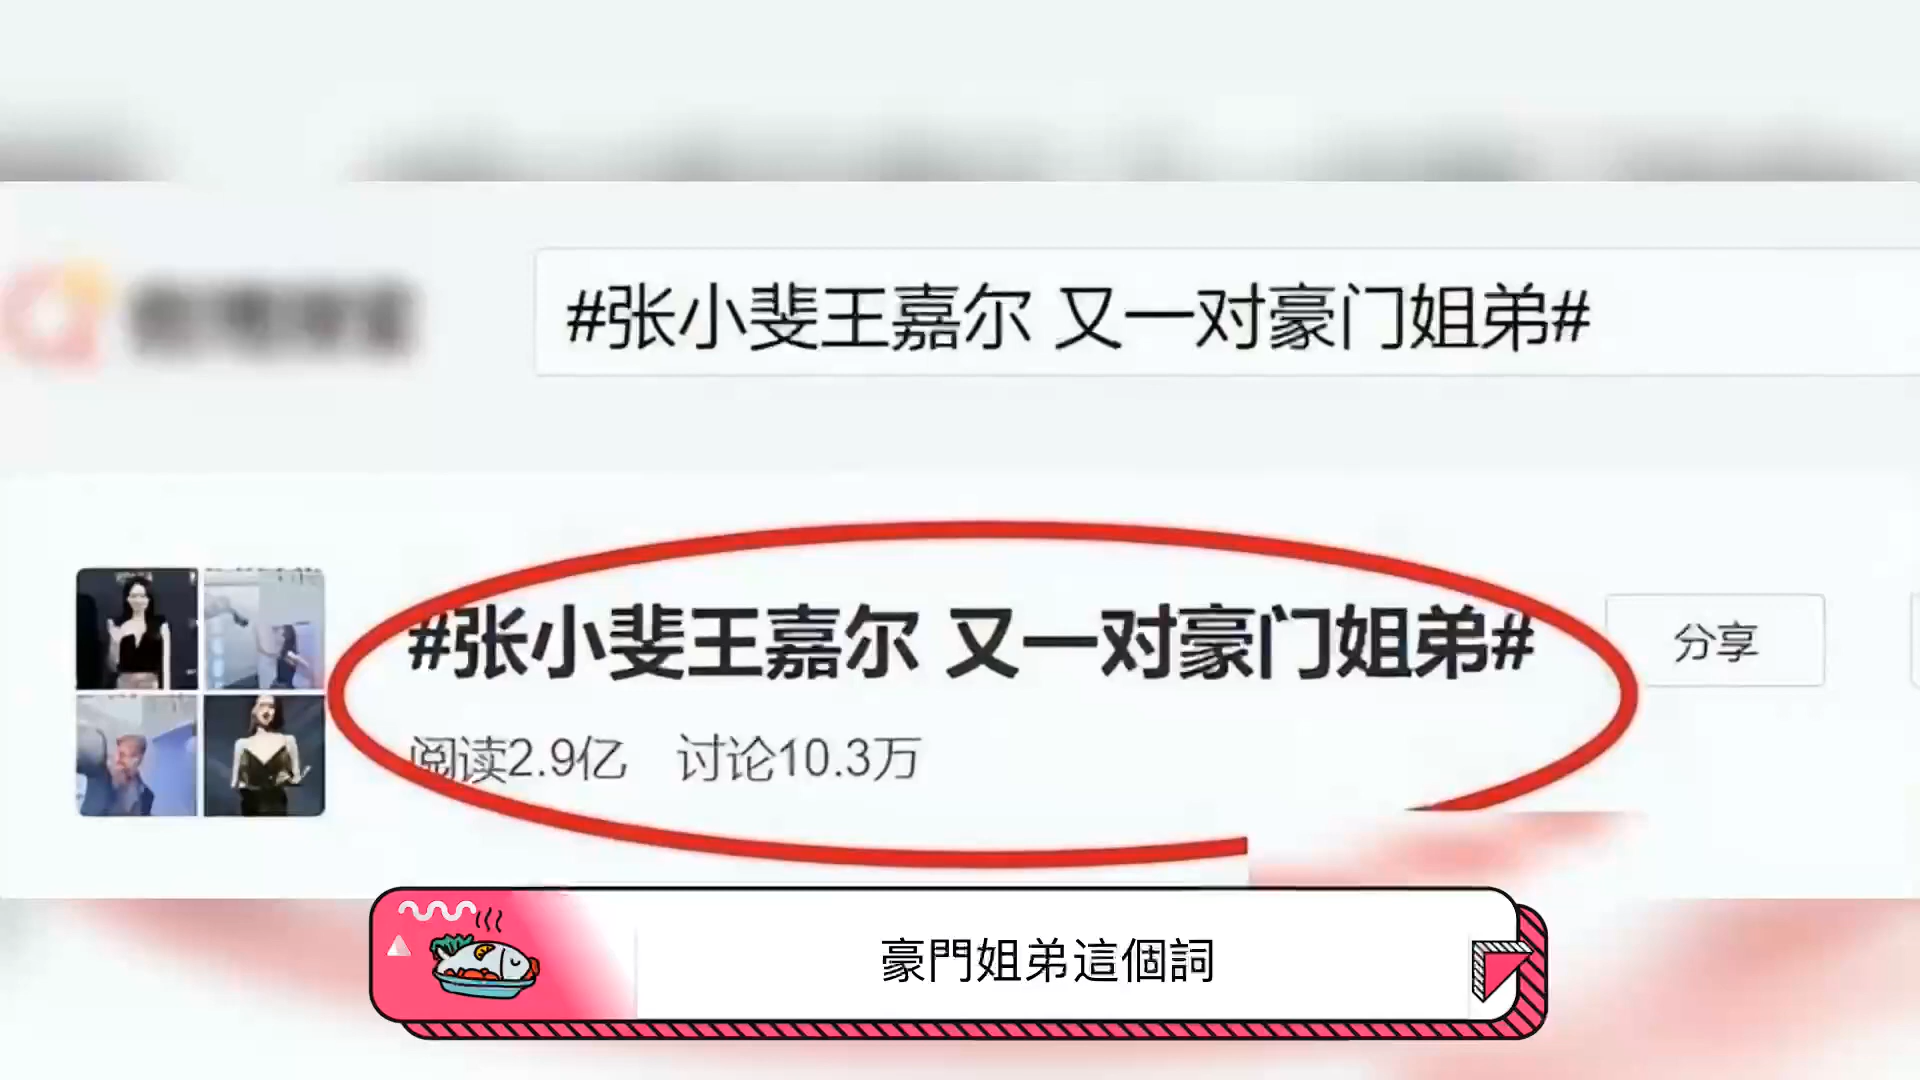 #张小斐王嘉尔 又一对豪门姐弟#
#张小斐王嘉尔 又一对豪门姐弟#
分享
阅读2.9亿 讨论10.3万
豪門姐弟這個詞